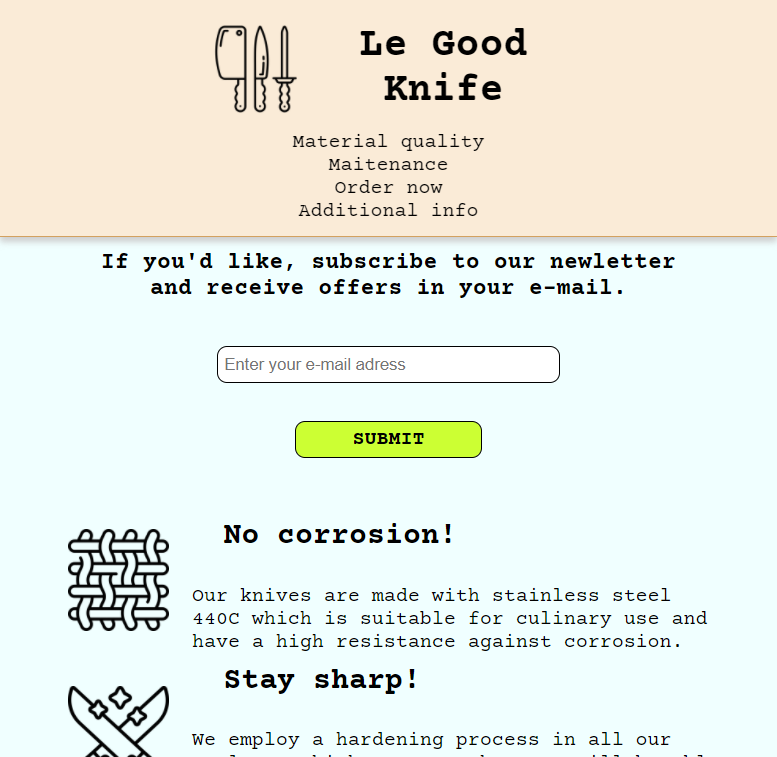 Le Good
Knife
Material quality
Maitenance
Order now
Additional info
If you'd like, subscribe to our newletter
and receive offers in your e-mail.
Enter your e-mail adress
SUBMIT
No corrosion!
Our knives are made with stainless steel
440C which is suitable for culinary use and
have a high resistance against corrosion.
Stay sharp!
We employ a hardening process in all our